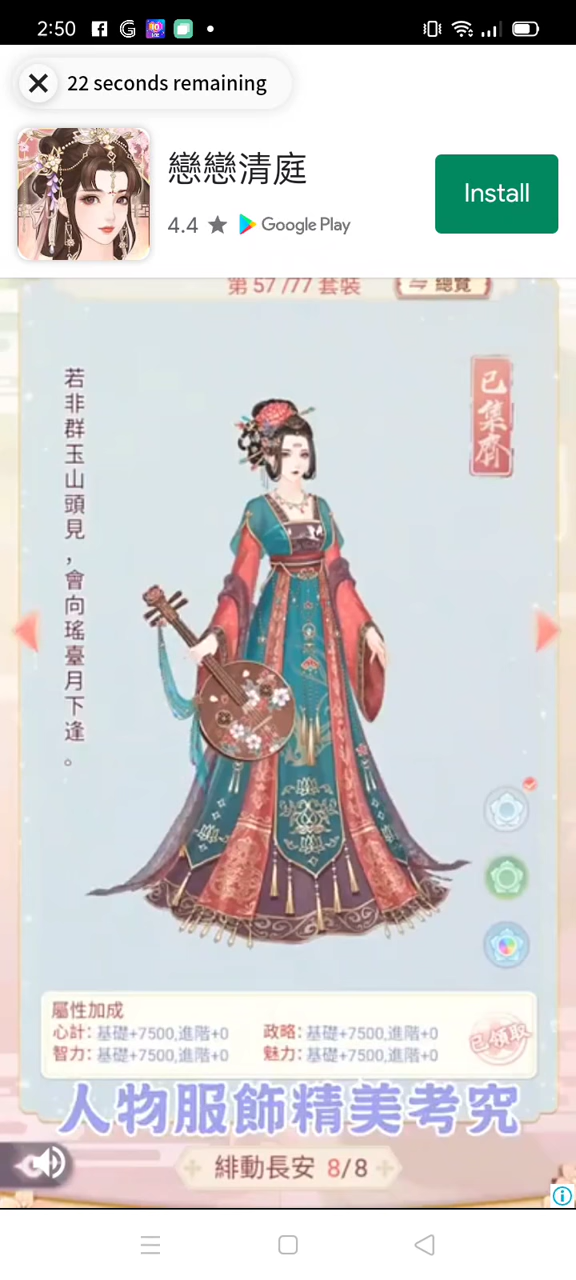 2:50
22 seconds remaining
戀戀清庭
4.4 ★ Google Play
Install
第 57 /77 套裝
總覽
已集齊
若非群玉山頭見，會向瑤臺月下逢。
屬性加成
心計: 基礎+7500,進階+0
政略: 基礎+7500,進階+0
智力: 基礎+7500,進階+0
魅力: 基礎+7500,進階+0
已領取
人物服飾精美考究
緋動長安 8/8